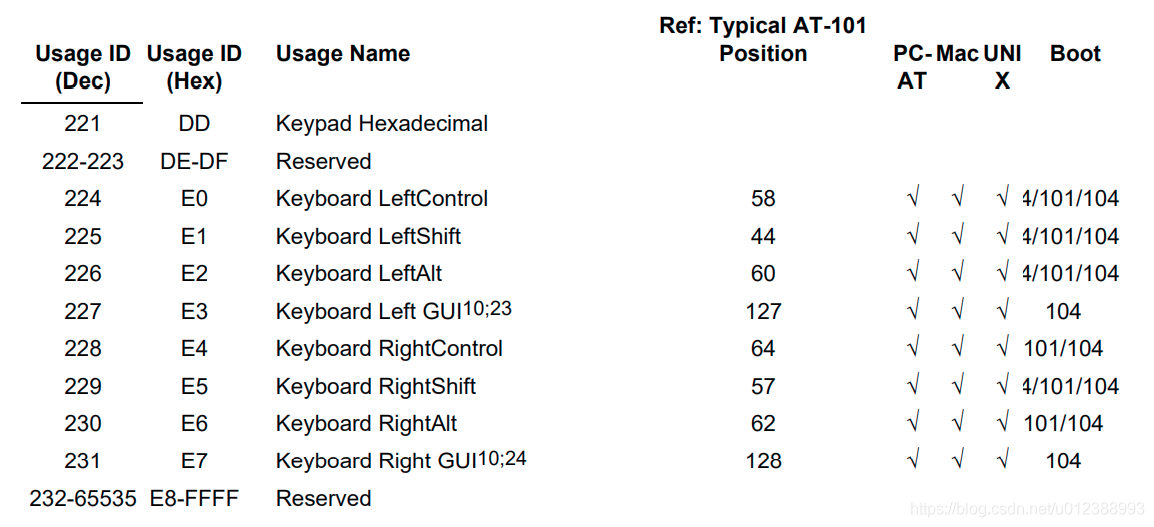 Ref: Typical AT-101
Usage ID Usage ID Usage Name Position PC- Mac UNI Boot
(Dec) (Hex) AT X
221 DD Keypad Hexadecimal
222-223 DE-DF Reserved
224 E0 Keyboard LeftControl 58 √ √ √ 4/101/104
225 E1 Keyboard LeftShift 44 √ √ √ 4/101/104
226 E2 Keyboard LeftAlt 60 √ √ √ 4/101/104
227 E3 Keyboard Left GUI10;23 127 √ √ √ 104
228 E4 Keyboard RightControl 64 √ √ √ 101/104
229 E5 Keyboard RightShift 57 √ √ √ 4/101/104
230 E6 Keyboard RightAlt 62 √ √ √ 101/104
231 E7 Keyboard Right GUI10;24 128 √ √ √ 104
232-65535 E8-FFFF Reserved
https://blog.csdn.net/u012388993